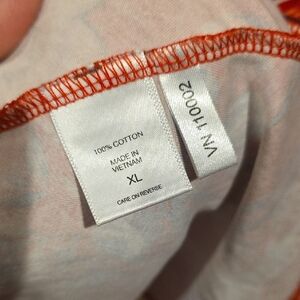 100% COTTON
MADE IN
VIETNAM
XL
CARE ON REVERSE
VN 110002